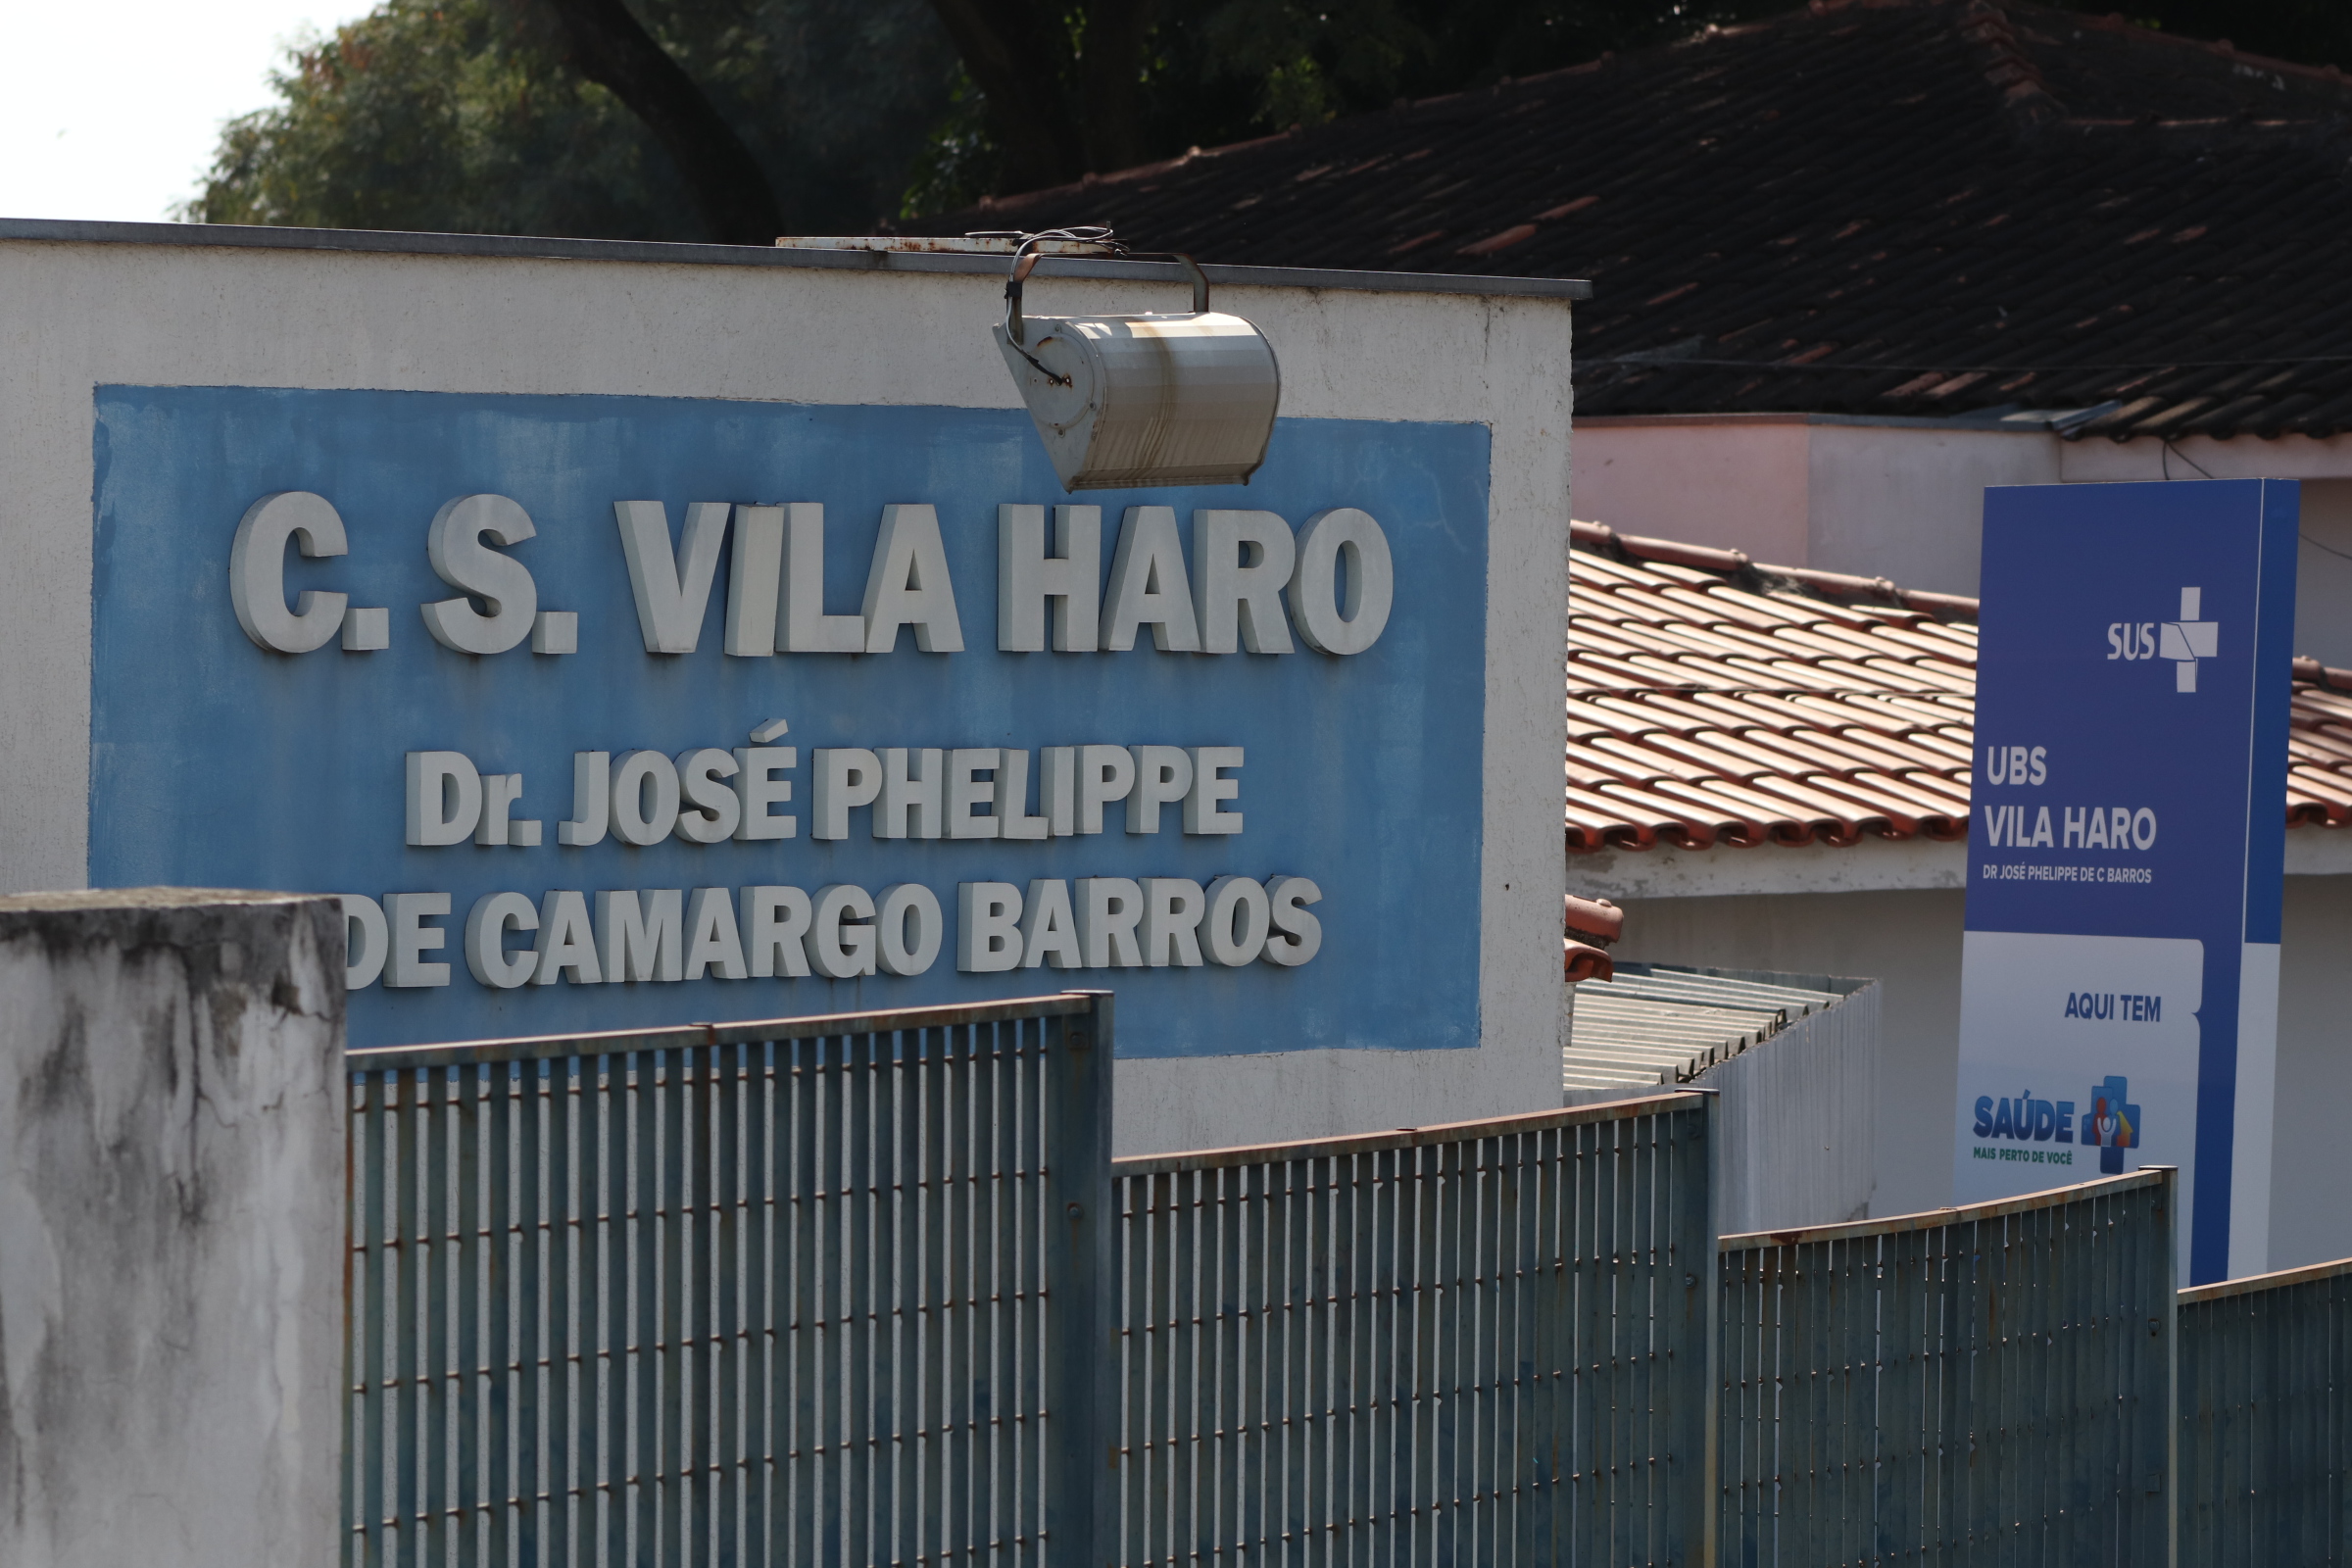 C. S. VILA HARO
Dr. JOSÉ PHELIPPE
DE CAMARGO BARROS
SUS
UBS
VILA HARO
DR JOSÉ PHELIPPE DE C BARROS
AQUI TEM
SAÚDE
MAIS PERTO DE VOCÊ